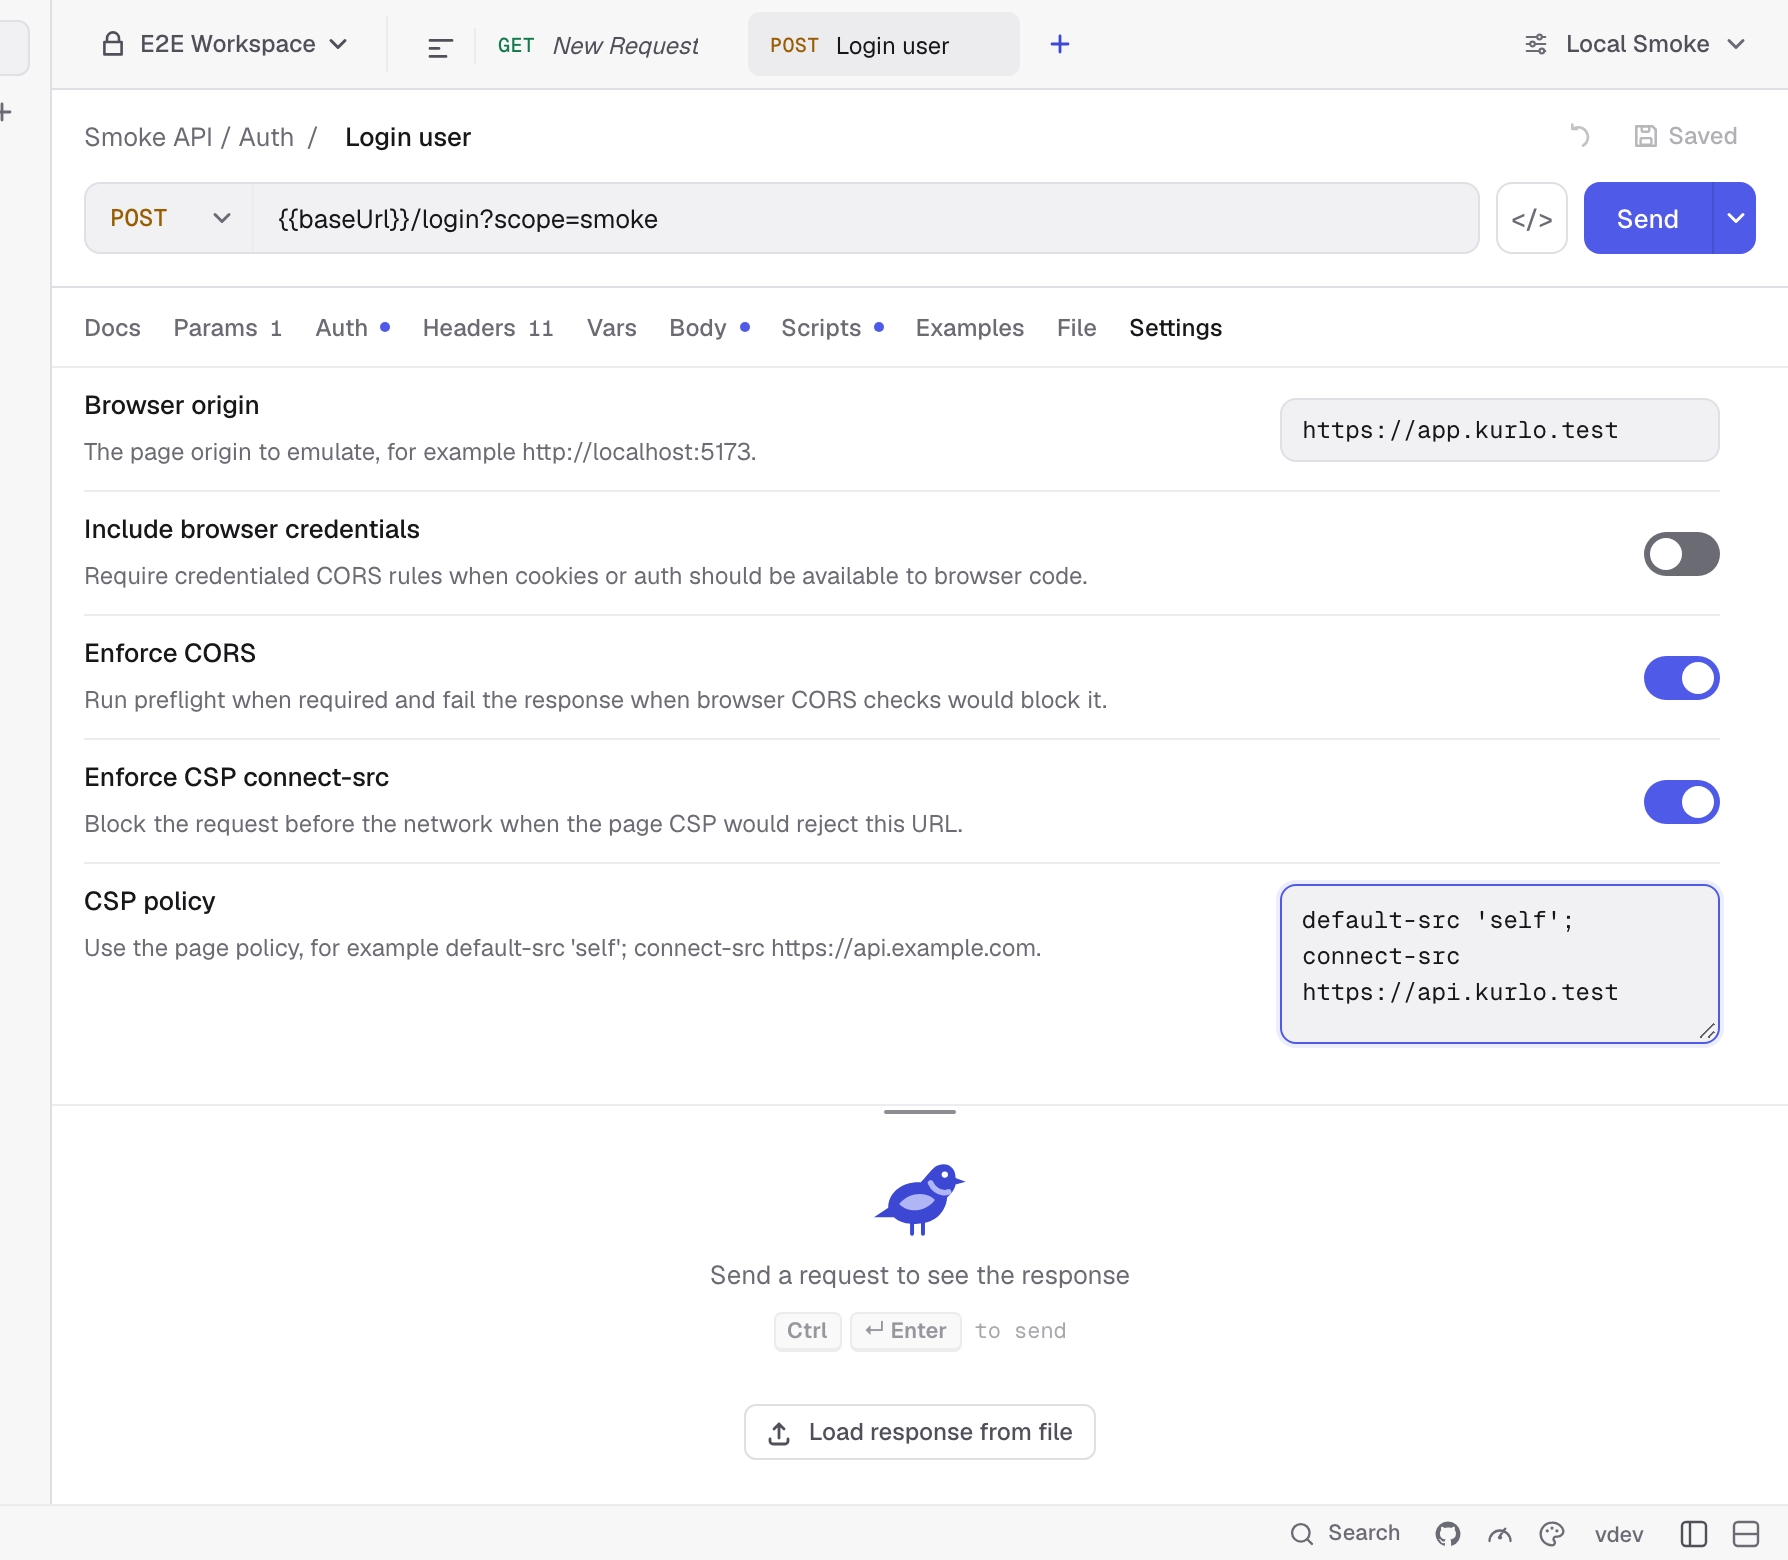 E2E Workspace
GET New Request
POST Login user
Local Smoke
Smoke API / Auth / Login user
Saved
POST {{baseUrl}}/login?scope=smoke
</>
Send
Docs Params 1 Auth Headers 11 Vars Body Scripts Examples File Settings
Browser origin
The page origin to emulate, for example http://localhost:5173.
https://app.kurlo.test
Include browser credentials
Require credentialed CORS rules when cookies or auth should be available to browser code.
Enforce CORS
Run preflight when required and fail the response when browser CORS checks would block it.
Enforce CSP connect-src
Block the request before the network when the page CSP would reject this URL.
CSP policy
Use the page policy, for example default-src 'self'; connect-src https://api.example.com.
default-src 'self';
connect-src
https://api.kurlo.test
Send a request to see the response
Ctrl Enter to send
Load response from file
Search
vdev